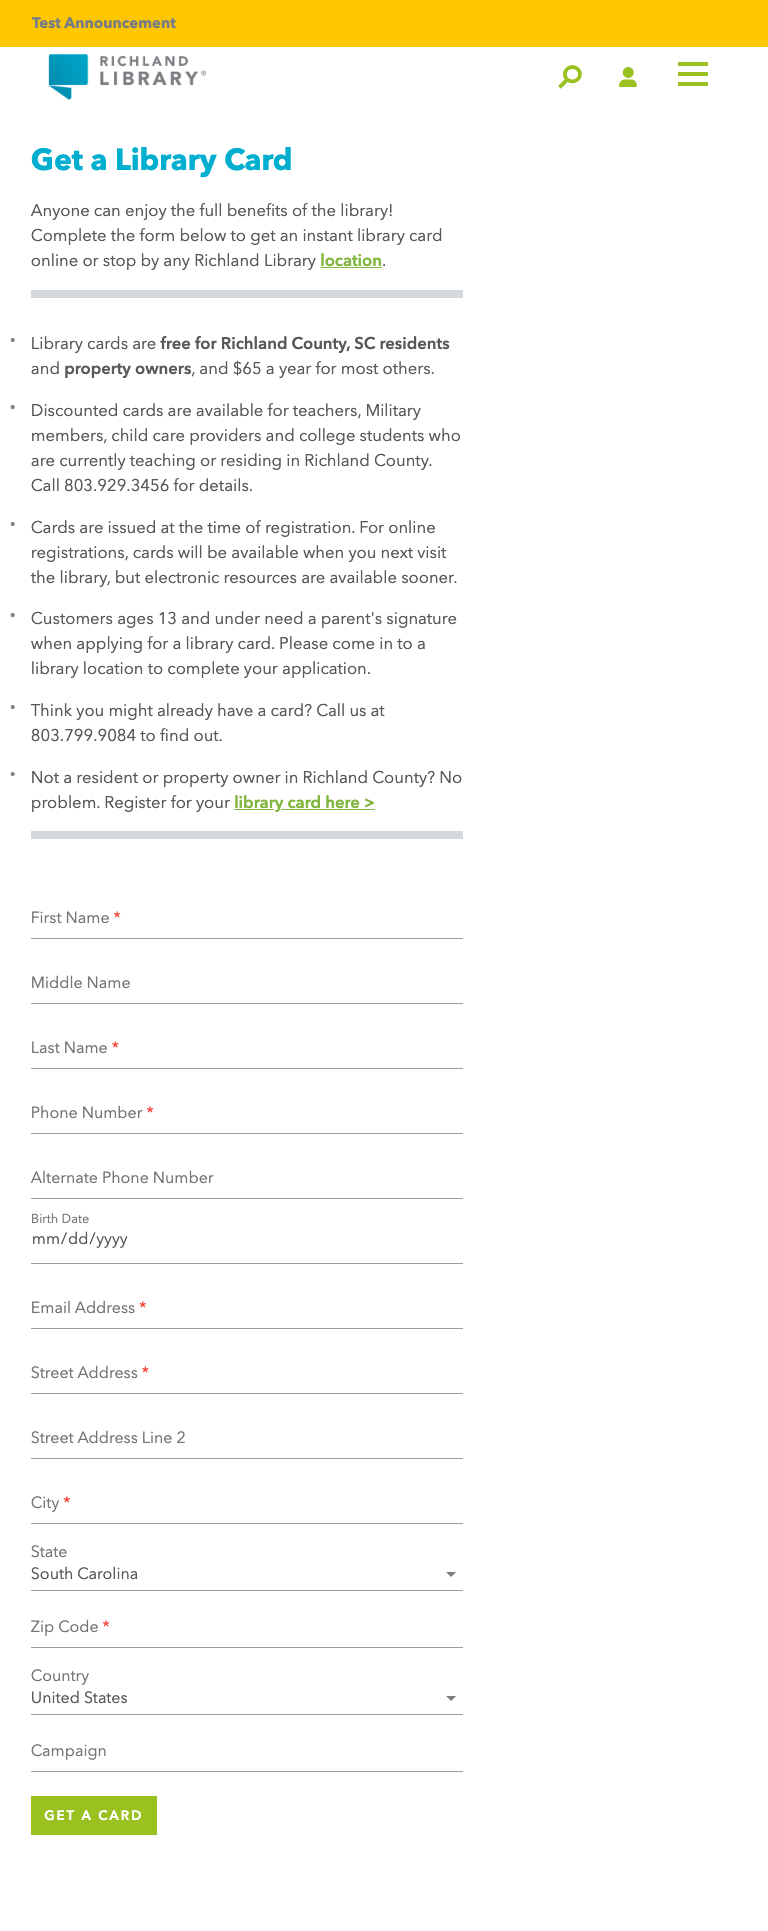 Test Announcement
RICHLAND
LIBRARY®
Get a Library Card
Anyone can enjoy the full benefits of the library!
Complete the form below to get an instant library card
online or stop by any Richland Library location.
• Library cards are free for Richland County, SC residents
and property owners, and $65 a year for most others.
• Discounted cards are available for teachers, Military
members, child care providers and college students who
are currently teaching or residing in Richland County.
Call 803.929.3456 for details.
• Cards are issued at the time of registration. For online
registrations, cards will be available when you next visit
the library, but electronic resources are available sooner.
• Customers ages 13 and under need a parent's signature
when applying for a library card. Please come in to a
library location to complete your application.
• Think you might already have a card? Call us at
803.799.9084 to find out.
• Not a resident or property owner in Richland County? No
problem. Register for your library card here >
First Name *
Middle Name
Last Name *
Phone Number *
Alternate Phone Number
Birth Date
mm/dd/yyyy
Email Address *
Street Address *
Street Address Line 2
City *
State
South Carolina
Zip Code *
Country
United States
Campaign
GET A CARD